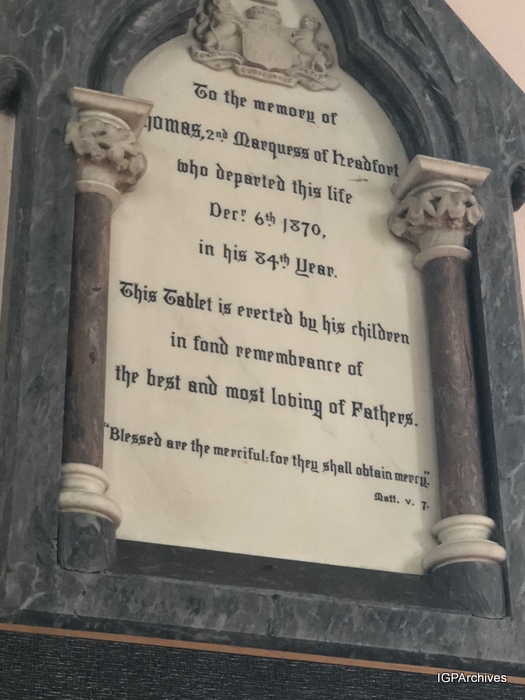 To the memory of
homas, 2nd Marquess of Headfort
who departed this life
Decr. 6th 1870,
in his 84th Year.
This Tablet is erected by his children
in fond remembrance of
the best and most loving of Fathers.
"Blessed are the merciful: for they shall obtain mercy."
Matt. v. 7.
IGPArchives